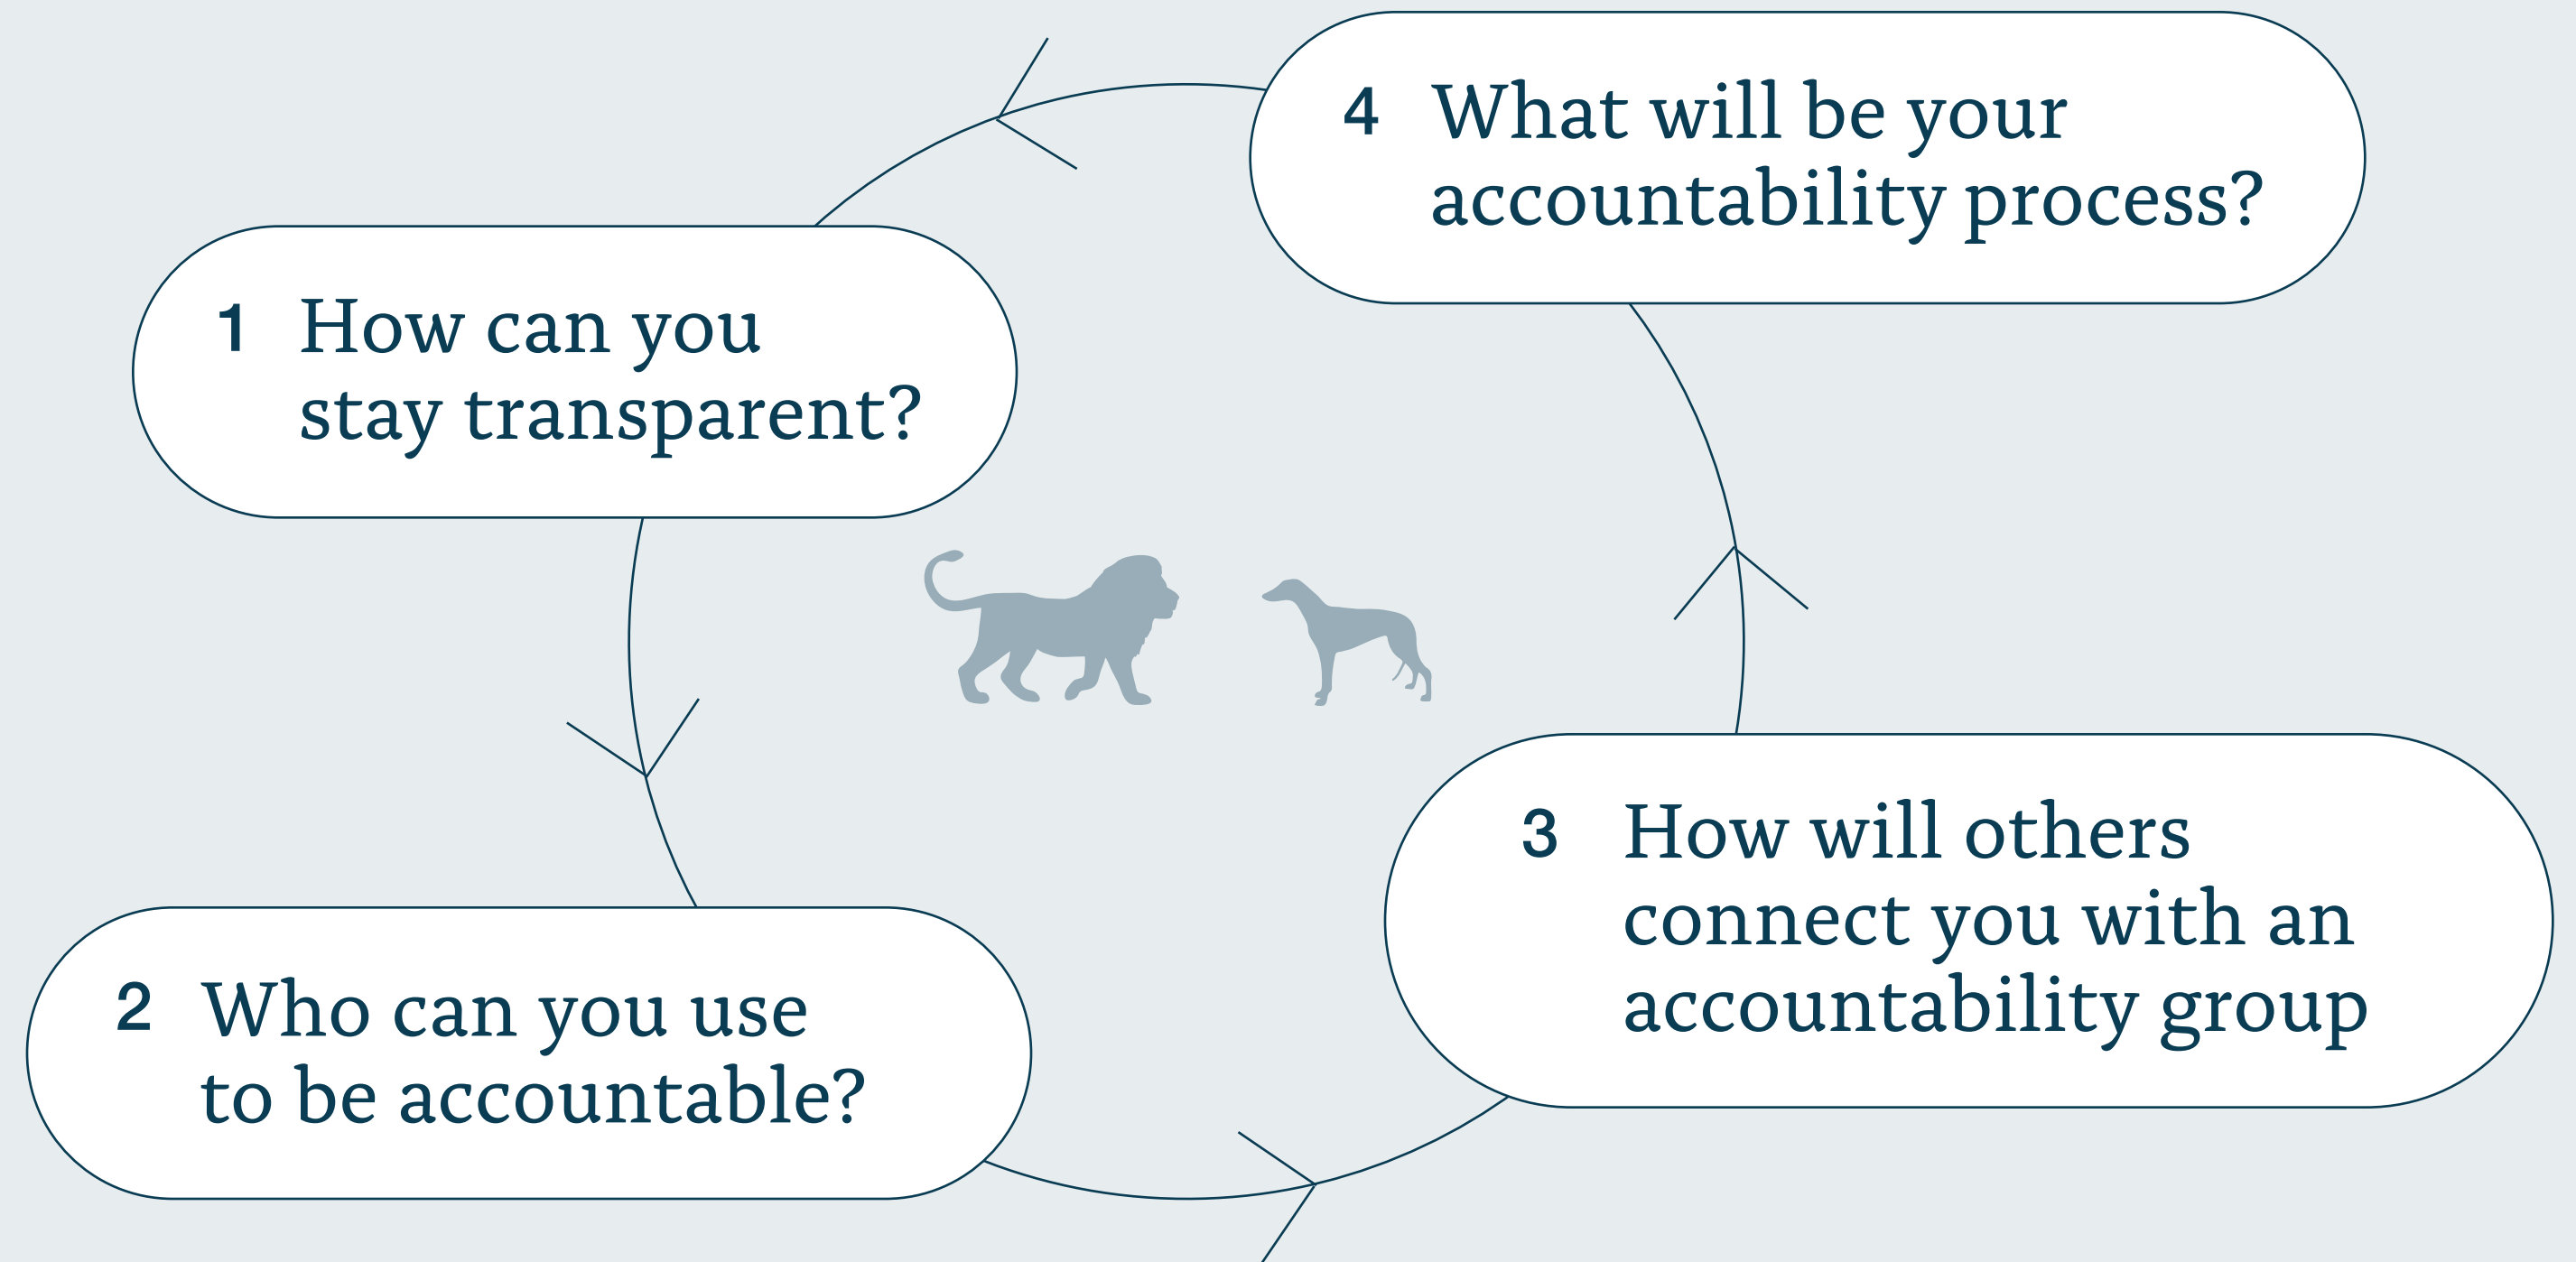 1 How can you
stay transparent?
2 Who can you use
to be accountable?
3 How will others
connect you with an
accountability group
4 What will be your
accountability process?